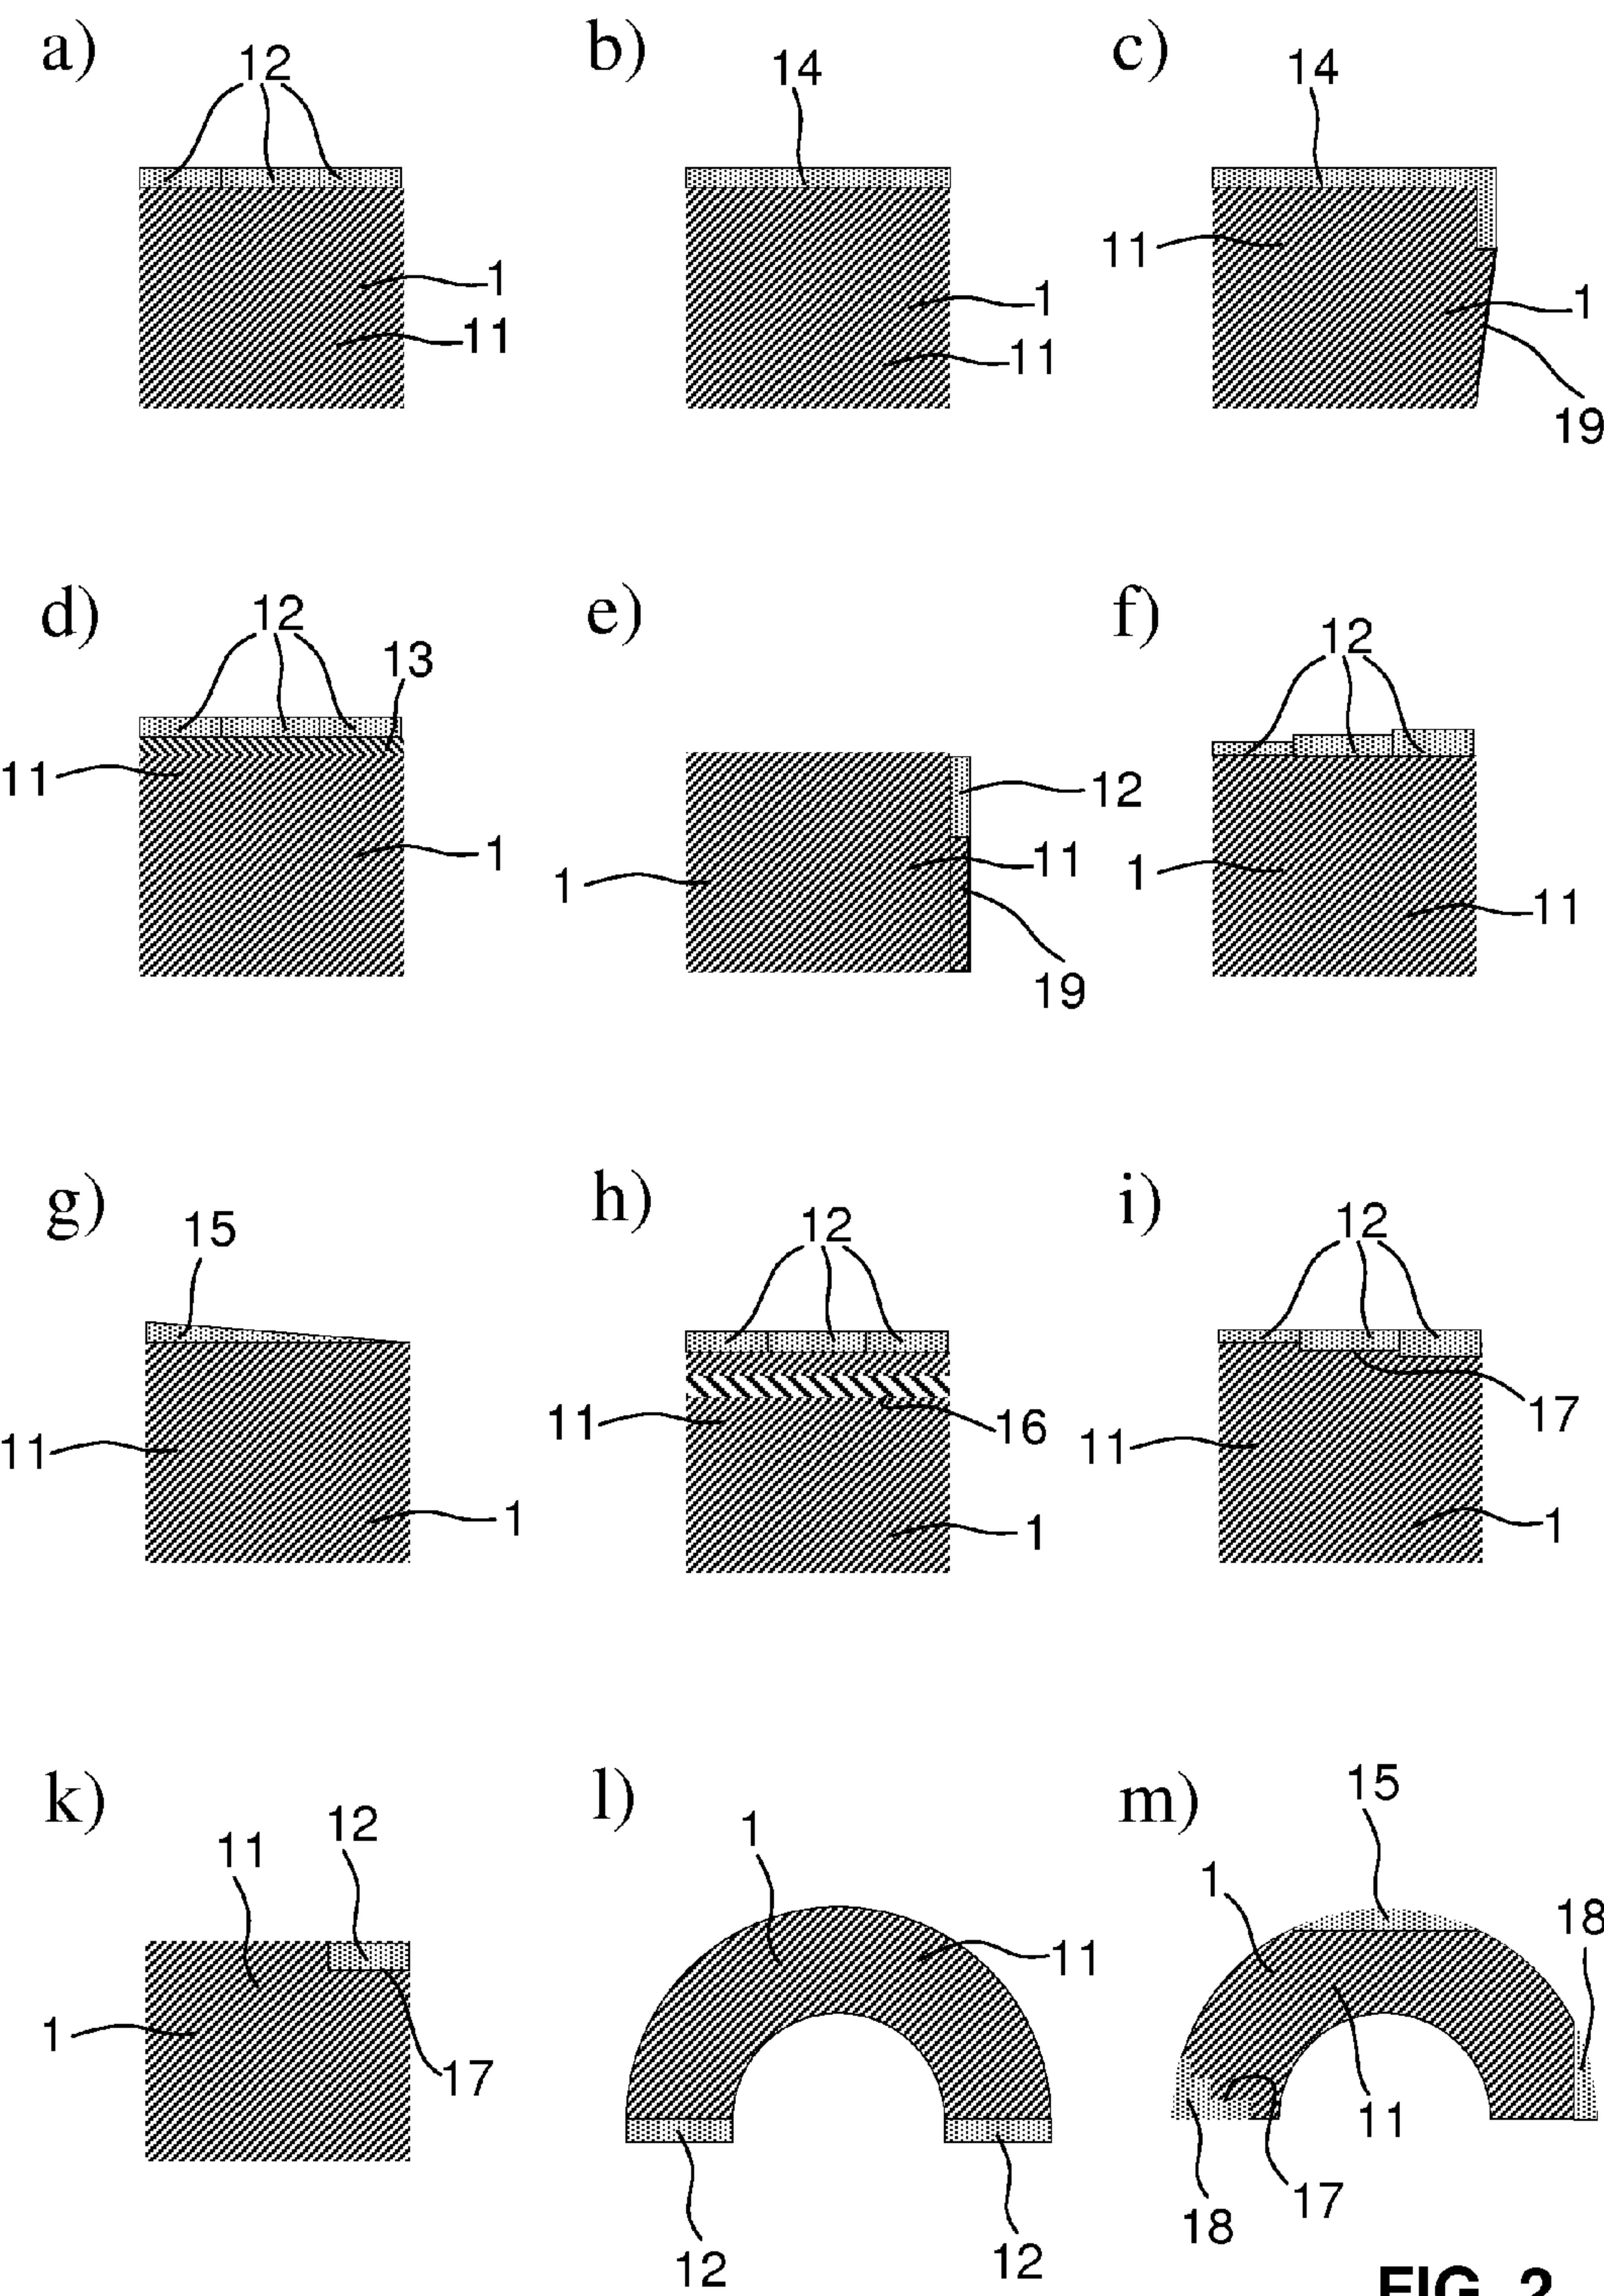 a) b) c)
12 14 14
1 11
1 11
11 1 19
d) e) f)
12 13
11 1
12 11 1 19
12 1 11
g) h) i)
15 11 1
12 11 16 1
12 17 11 1
k) l) m)
11 12 1 17
1 11 12 12
15 1 18 11 17 18
FIG. 2